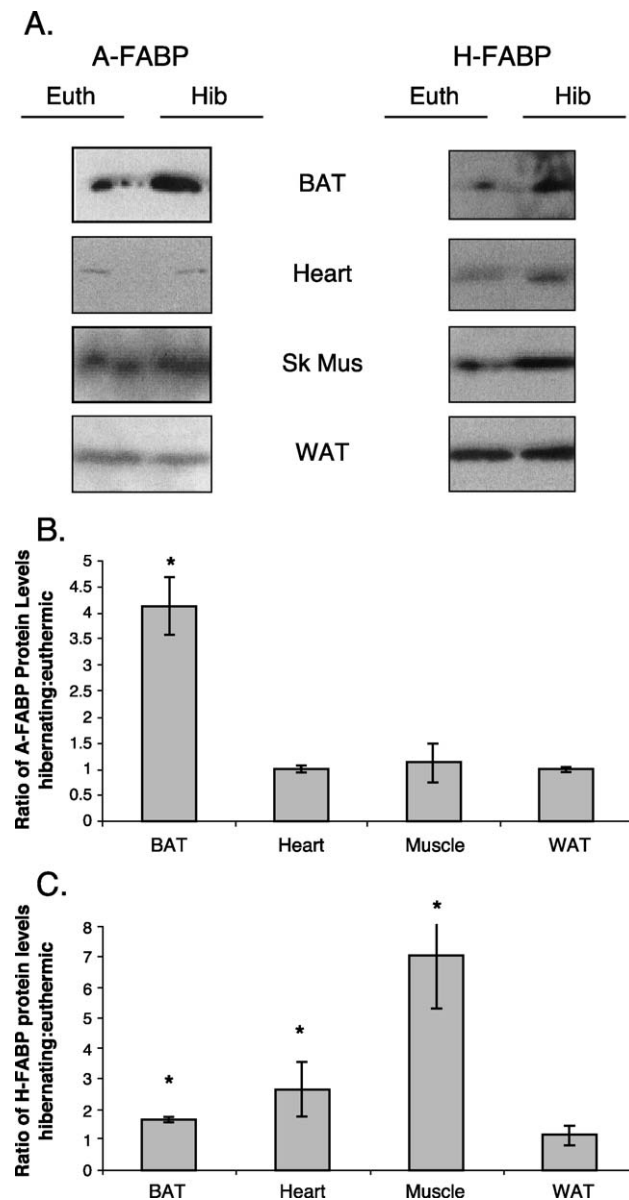 A.
A-FABP H-FABP
Euth Hib Euth Hib
BAT
Heart
Sk Mus
WAT
B.
Ratio of A-FABP Protein Levels
hibernating:euthermic
5
4.5
4
3.5
3
2.5
2
1.5
1
0.5
0
*
BAT Heart Muscle WAT
C.
Ratio of H-FABP protein levels
hibernating:euthermic
8
7
6
5
4
3
2
1
0
* * *
BAT Heart Muscle WAT